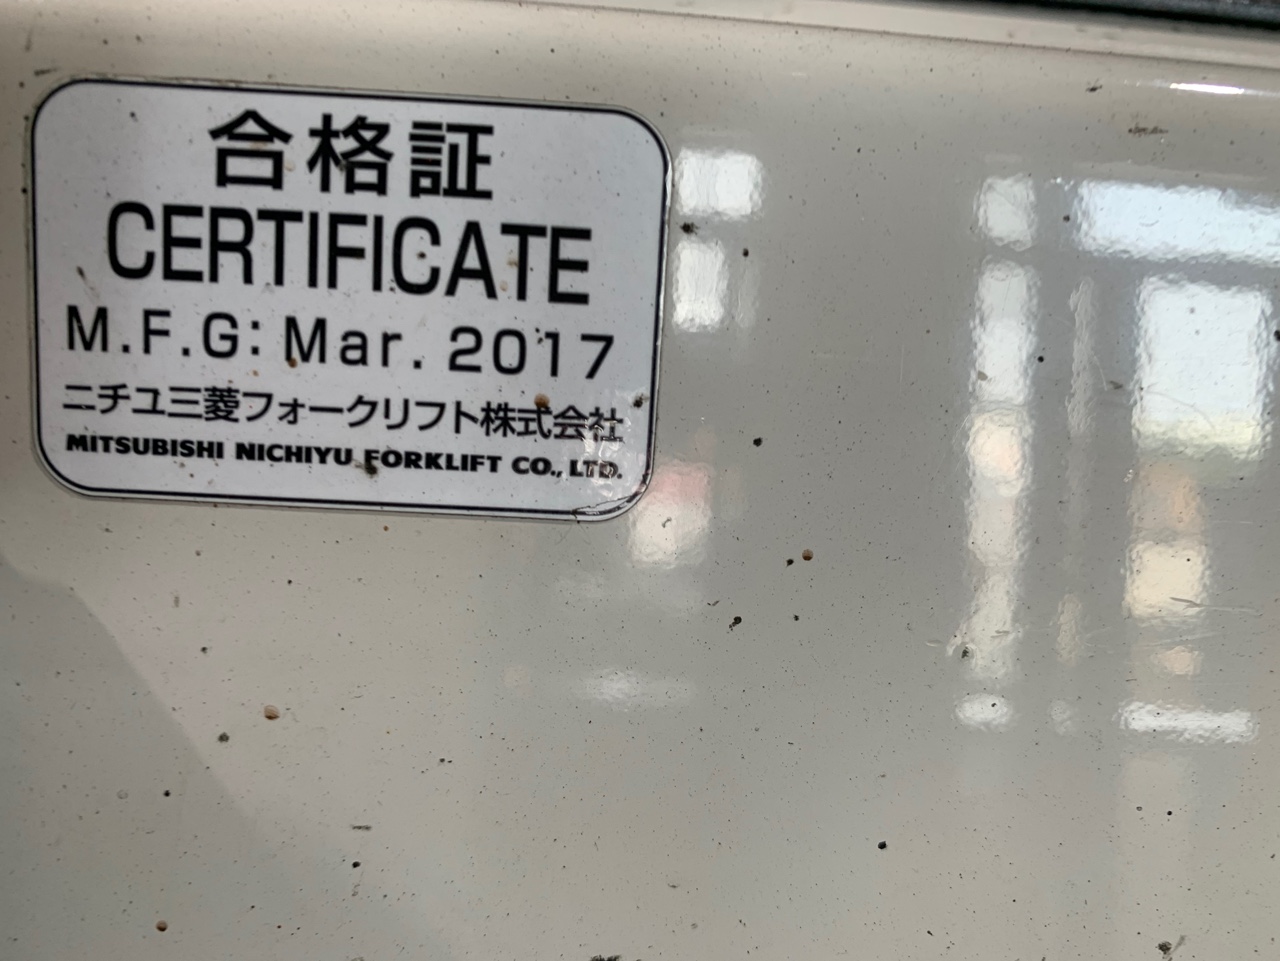 合格証
CERTIFICATE
M.F.G: Mar. 2017
ニチユ三菱フォークリフト株式会社
MITSUBISHI NICHIYU FORKLIFT CO., LTD.